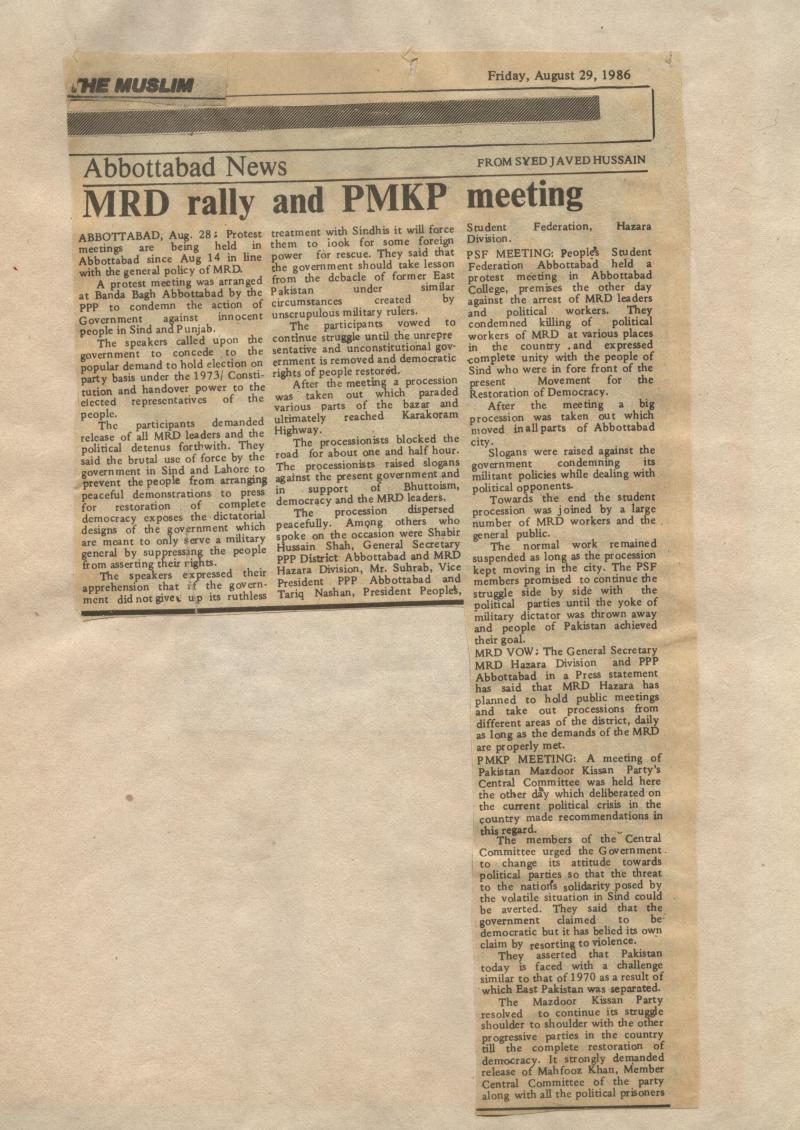 THE MUSLIM
Friday, August 29, 1986
Abbottabad News
FROM SYED JAVED HUSSAIN
MRD rally and PMKP meeting
ABBOTTABAD, Aug. 28: Protest
meetings are being held in
Abbottabad since Aug 14 in line
with the general policy of MRD.
A protest meeting was arranged
at Banda Bagh Abbottabad by the
PPP to condemn the action of
Government against innocent
people in Sind and Punjab.
The speakers called upon the
government to concede to the
popular demand to hold election on
party basis under the 1973/ Consti-
tution and handover power to the
elected representatives of the
people.
The participants demanded
release of all MRD leaders and the
political detenus forthwith. They
said the brutal use of force by the
government in Sind and Lahore to
prevent the people from arranging
peaceful demonstrations to press
for restoration of complete
democracy exposes the dictatorial
designs of the government which
are meant to only serve a military
general by suppressing the people
from asserting their rights.
The speakers expressed their
apprehension that if the govern-
ment did not give up its ruthless
treatment with Sindhis it will force
them to look for some foreign
power for rescue. They said that
the government should take lesson
from the debacle of former East
Pakistan under similar
circumstances created by
unscrupulous military rulers.
The participants vowed to
continue struggle until the unrepre
sentative and unconstitutional gov-
ernment is removed and democratic
rights of people restored.
After the meeting a procession
was taken out which paraded
various parts of the bazar and
ultimately reached Karakoram
Highway.
The processionists blocked the
road for about one and half hour.
The processionists raised slogans
against the present government and
in support of Bhuttoism,
democracy and the MRD leaders.
The procession dispersed
peacefully. Among others who
spoke on the occasion were Shabir
Hussain Shah, General Secretary
PPP District Abbottabad and MRD
Hazara Division, Mr. Suhrab, Vice
President PPP Abbottabad and
Tariq Nashan, President People's,
Student Federation, Hazara
Division.
PSF MEETING: People's Student
Federation Abbottabad held a
protest meeting in Abbottabad
College, premises the other day
against the arrest of MRD leaders
and political workers. They
condemned killing of political
workers of MRD at various places
in the country and expressed
complete unity with the people of
Sind who were in fore front of the
present Movement for the
Restoration of Democracy.
After the meeting a big
procession was taken out which
moved in all parts of Abbottabad
city.
Slogans were raised against the
government condemning its
militant policies while dealing with
political opponents.
Towards the end the student
procession was joined by a large
number of MRD workers and the
general public.
The normal work remained
suspended as long as the procession
kept moving in the city. The PSF
members promised to continue the
struggle side by side with the
political parties until the yoke of
military dictator was thrown away
and people of Pakistan achieved
their goal.
MRD VOW: The General Secretary
MRD Hazara Division and PPP
Abbottabad in a Press statement
has said that MRD Hazara has
planned to hold public meetings
and take out processions from
different areas of the district, daily
as long as the demands of the MRD
are properly met.
PMKP MEETING: A meeting of
Pakistan Mazdoor Kissan Party's
Central Committee was held here
the other day which deliberated on
the current political crisis in the
country made recommendations in
this regard.
The members of the Central
Committee urged the Government
to change its attitude towards
political parties so that the threat
to the nation's solidarity posed by
the volatile situation in Sind could
be averted. They said that the
government claimed to be
democratic but it has belied its own
claim by resorting to violence.
They asserted that Pakistan
today is faced with a challenge
similar to that of 1970 as a result of
which East Pakistan was separated.
The Mazdoor Kissan Party
resolved to continue its struggle
shoulder to shoulder with the other
progressive parties in the country
till the complete restoration of
democracy. It strongly demanded
release of Mahfooz Khan, Member
Central Committee of the party
along with all the political prisoners